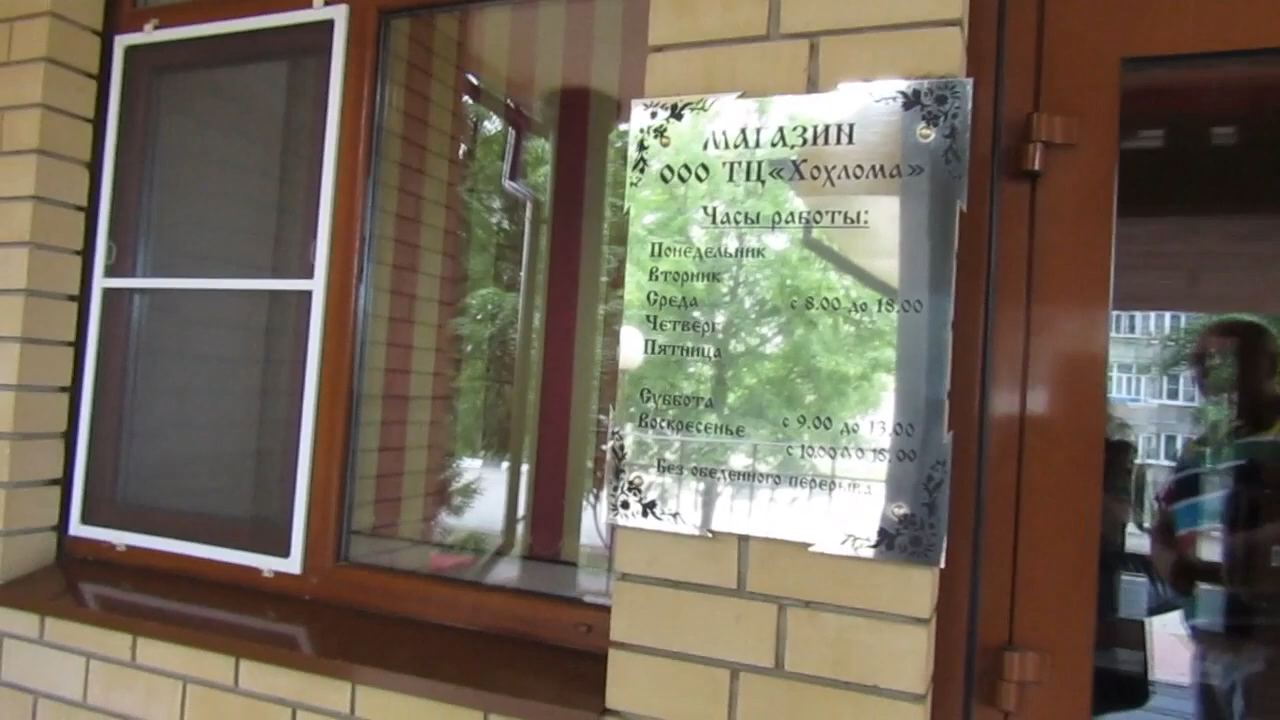 МАГАЗИН
ООО ТЦ «Хохлома»
Часы работы:
Понедельник
Вторник
Среда с 8.00 до 18.00
Четверг
Пятница
Суббота
Воскресенье с 9.00 до 13.00
с 10.00 до 15.00
Без обеденного перерыва